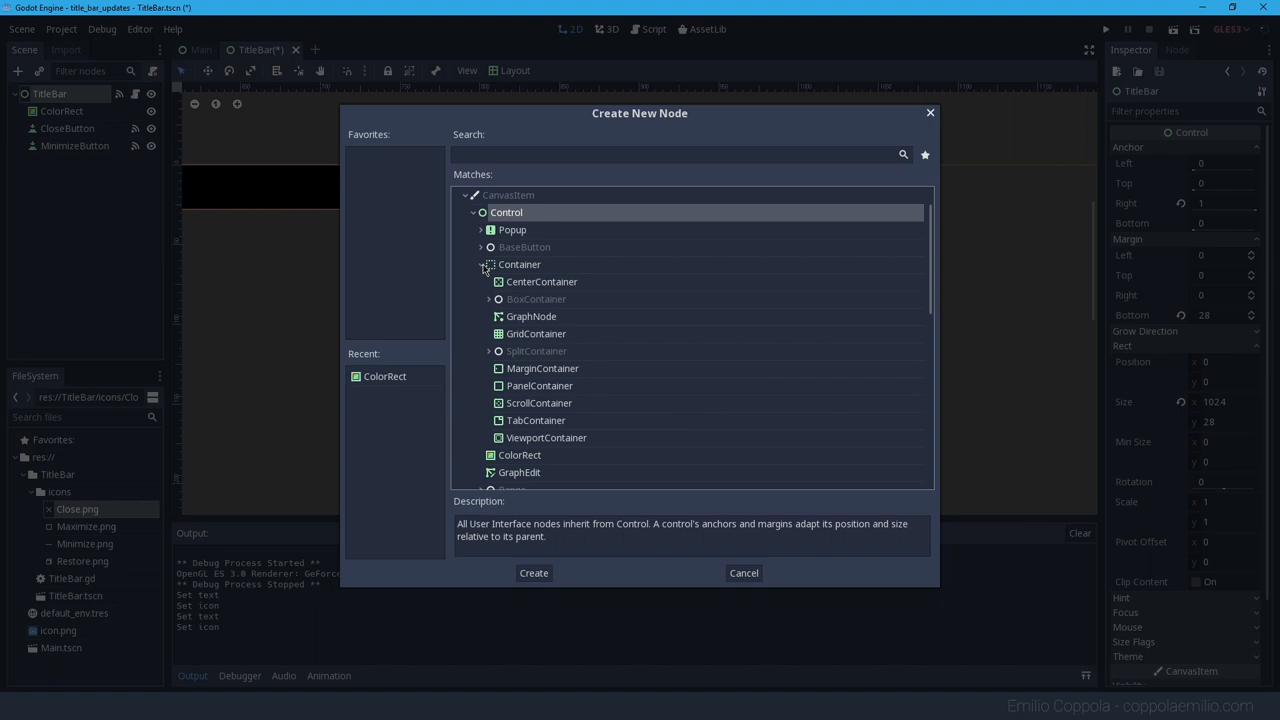 Godot Engine - title_bar_updates - TitleBar.tscn (*)
Scene Project Debug Editor Help
2D 3D Script AssetLib
GLES3
Scene Import
Filter nodes
TitleBar
ColorRect
CloseButton
MinimizeButton
Main TitleBar(*)
View Layout
Create New Node
Favorites:
Recent:
ColorRect
Search:
Matches:
CanvasItem
Control
Popup
BaseButton
Container
CenterContainer
BoxContainer
GraphNode
GridContainer
SplitContainer
MarginContainer
PanelContainer
ScrollContainer
TabContainer
ViewportContainer
ColorRect
GraphEdit
Description:
All User Interface nodes inherit from Control. A control's anchors and margins adapt its position and size
relative to its parent.
Create Cancel
FileSystem
res://TitleBar/icons/Clo
Search files
Favorites:
res://
TitleBar
icons
Close.png
Maximize.png
Minimize.png
Restore.png
TitleBar.gd
TitleBar.tscn
default_env.tres
icon.png
Main.tscn
Output:
Clear
** Debug Process Started **
OpenGL ES 3.0 Renderer: GeForce
** Debug Process Stopped **
Set text
Set icon
Set text
Set icon
Output Debugger Audio Animation
Inspector Node
TitleBar
Filter properties
Control
Anchor
Left 0
Top 0
Right 1
Bottom 0
Margin
Left 0
Top 0
Right 0
Bottom 28
Grow Direction
Rect
Position x 0
y 0
Size x 1024
y 28
Min Size x 0
y 0
Rotation 0
Scale x 1
y 1
Pivot Offset x 0
y 0
Clip Content On
Hint
Focus
Mouse
Size Flags
Theme
CanvasItem
Emilio Coppola - coppolaemilio.com